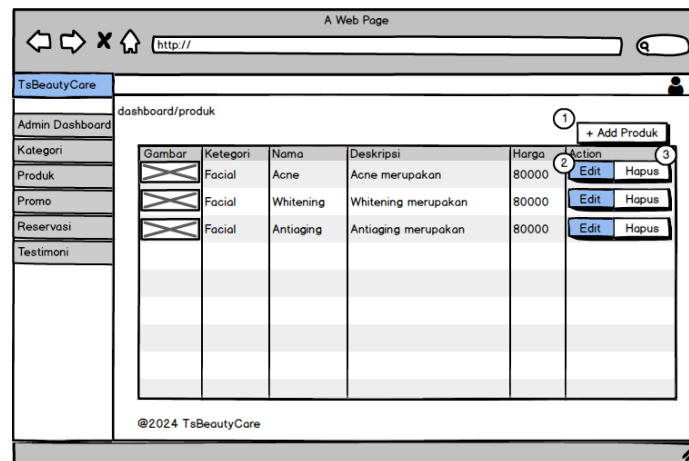 A Web Page
http://
TsBeautyCare
dashboard/produk
Admin Dashboard
Kategori
Produk
Promo
Reservasi
Testimoni
1
+ Add Produk
Gambar Ketegori Nama Deskripsi Harga Action
2
3
Facial Acne Acne merupakan 80000 Edit Hapus
Facial Whitening Whitening merupakan 80000 Edit Hapus
Facial Antiaging Antiaging merupakan 80000 Edit Hapus
@2024 TsBeautyCare